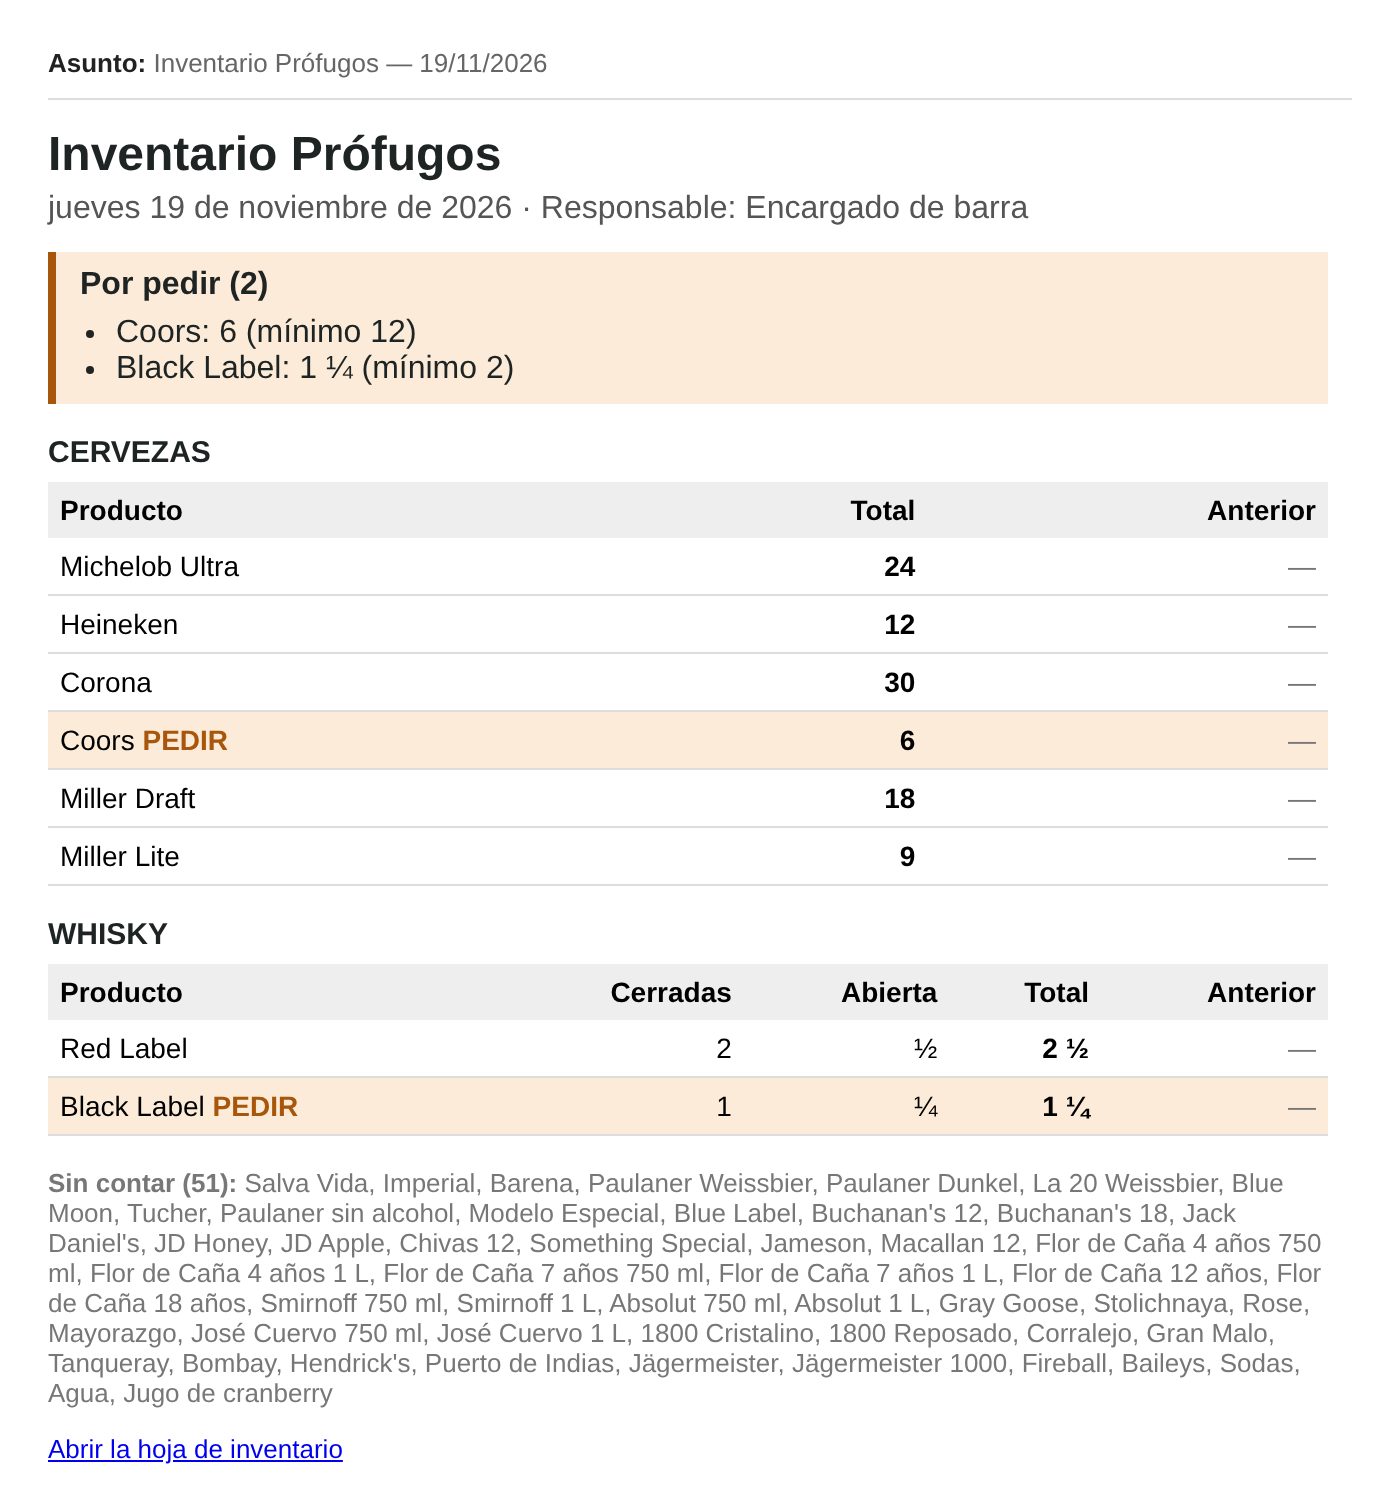 Asunto: Inventario Prófugos — 19/11/2026
Inventario Prófugos
jueves 19 de noviembre de 2026 · Responsable: Encargado de barra
Por pedir (2)
• Coors: 6 (mínimo 12)
• Black Label: 1 ¼ (mínimo 2)
CERVEZAS
Producto Total Anterior
Michelob Ultra 24 —
Heineken 12 —
Corona 30 —
Coors PEDIR 6 —
Miller Draft 18 —
Miller Lite 9 —
WHISKY
Producto Cerradas Abierta Total Anterior
Red Label 2 ½ 2 ½ —
Black Label PEDIR 1 ¼ 1 ¼ —
Sin contar (51): Salva Vida, Imperial, Barena, Paulaner Weissbier, Paulaner Dunkel, La 20 Weissbier, Blue
Moon, Tucher, Paulaner sin alcohol, Modelo Especial, Blue Label, Buchanan's 12, Buchanan's 18, Jack
Daniel's, JD Honey, JD Apple, Chivas 12, Something Special, Jameson, Macallan 12, Flor de Caña 4 años 750
ml, Flor de Caña 4 años 1 L, Flor de Caña 7 años 750 ml, Flor de Caña 7 años 1 L, Flor de Caña 12 años, Flor
de Caña 18 años, Smirnoff 750 ml, Smirnoff 1 L, Absolut 750 ml, Absolut 1 L, Gray Goose, Stolichnaya, Rose,
Mayorazgo, José Cuervo 750 ml, José Cuervo 1 L, 1800 Cristalino, 1800 Reposado, Corralejo, Gran Malo,
Tanqueray, Bombay, Hendrick's, Puerto de Indias, Jägermeister, Jägermeister 1000, Fireball, Baileys, Sodas,
Agua, Jugo de cranberry
Abrir la hoja de inventario